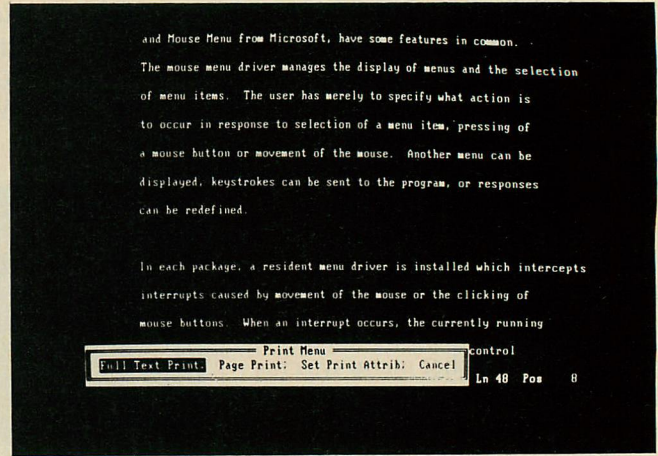 and Mouse Menu from Microsoft, have some features in common.
The mouse menu driver manages the display of menus and the selection
of menu items. The user has merely to specify what action is
to occur in response to selection of a menu item, pressing of
a mouse button or movement of the mouse. Another menu can be
displayed, keystrokes can be sent to the program, or responses
can be redefined.
In each package, a resident menu driver is installed which intercepts
interrupts caused by movement of the mouse or the clicking of
mouse buttons. When an interrupt occurs, the currently running
Print Menu control
Full Text Print; Page Print; Set Print Attrib; Cancel
Ln 48 Pos 8